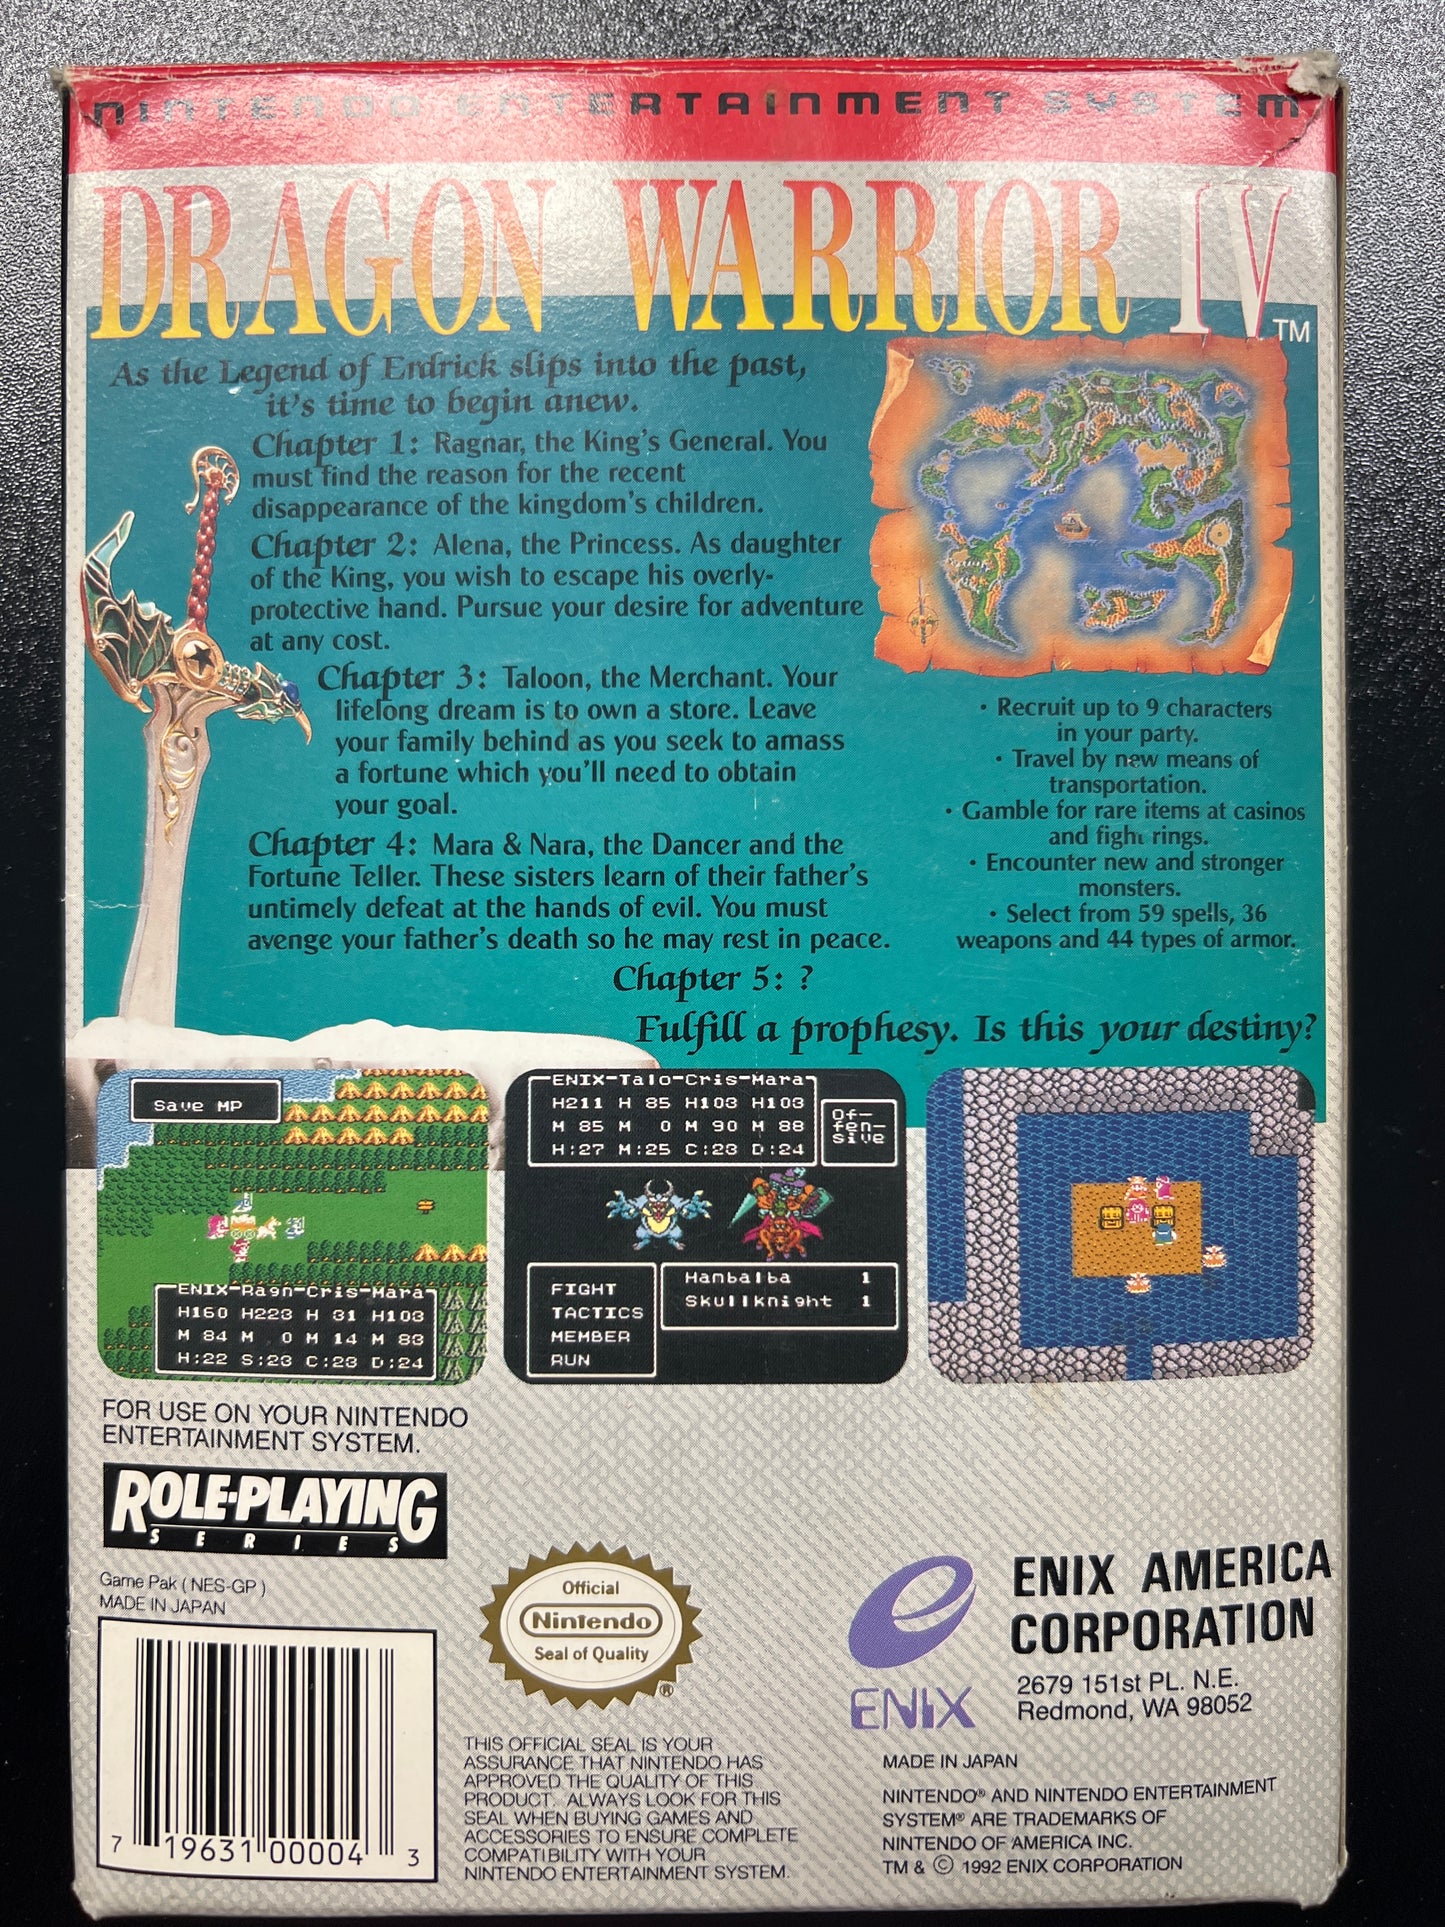 NINTENDO ENTERTAINMENT SYSTEM
DRAGON WARRIOR IV™
As the Legend of Erdrick slips into the past,
it's time to begin anew.
Chapter 1: Ragnar, the King's General. You
must find the reason for the recent
disappearance of the kingdom's children.
Chapter 2: Alena, the Princess. As daughter
of the King, you wish to escape his overly-
protective hand. Pursue your desire for adventure
at any cost.
Chapter 3: Taloon, the Merchant. Your
lifelong dream is to own a store. Leave
your family behind as you seek to amass
a fortune which you'll need to obtain
your goal.
Chapter 4: Mara & Nara, the Dancer and the
Fortune Teller. These sisters learn of their father's
untimely defeat at the hands of evil. You must
avenge your father's death so he may rest in peace.
Chapter 5: ?
Fulfill a prophesy. Is this your destiny?
• Recruit up to 9 characters
in your party.
• Travel by new means of
transportation.
• Gamble for rare items at casinos
and fight rings.
• Encounter new and stronger
monsters.
• Select from 59 spells, 36
weapons and 44 types of armor.
Save MP
ENIX-Ragn-Cris-Mara
H160 H223 H 31 H103
M 84 M 0 M 14 M 83
H:22 S:23 C:23 D:24
ENIX-Talo-Cris-Mara
H211 H 85 H103 H103
M 85 M 0 M 90 M 88
H:27 M:25 C:23 D:24
Of-
fen-
sive
FIGHT
TACTICS
MEMBER
RUN
Hambalba 1
Skullknight 1
FOR USE ON YOUR NINTENDO
ENTERTAINMENT SYSTEM.
ROLE-PLAYING
SERIES
Game Pak (NES-GP)
MADE IN JAPAN
7 19631 00004 3
Official
Nintendo
Seal of Quality
®
THIS OFFICIAL SEAL IS YOUR
ASSURANCE THAT NINTENDO HAS
APPROVED THE QUALITY OF THIS
PRODUCT. ALWAYS LOOK FOR THIS
SEAL WHEN BUYING GAMES AND
ACCESSORIES TO ENSURE COMPLETE
COMPATIBILITY WITH YOUR
NINTENDO ENTERTAINMENT SYSTEM.
ENIX
ENIX AMERICA
CORPORATION
2679 151st PL. N.E.
Redmond, WA 98052
MADE IN JAPAN
NINTENDO® AND NINTENDO ENTERTAINMENT
SYSTEM® ARE TRADEMARKS OF
NINTENDO OF AMERICA INC.
TM & © 1992 ENIX CORPORATION